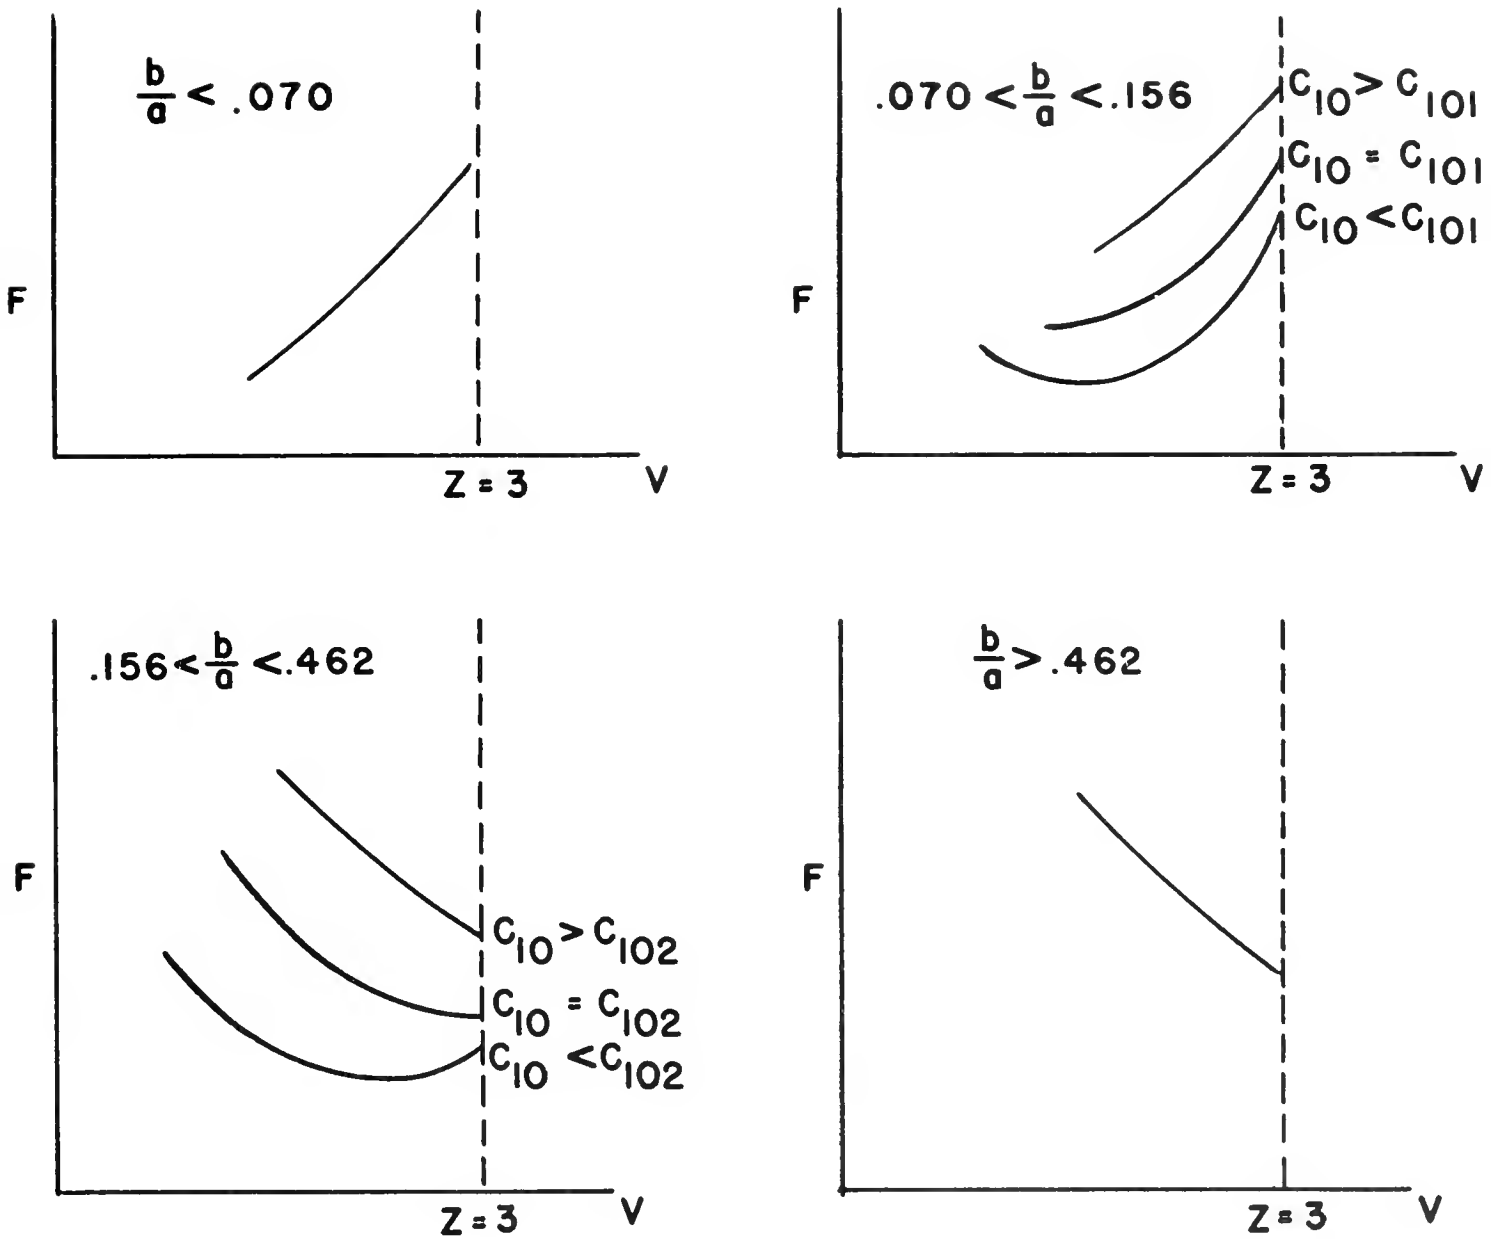 b/a < .070
F
Z = 3
V
.070 < b/a < .156
C10 > C101
C10 = C101
C10 < C101
F
Z = 3
V
.156 < b/a < .462
F
C10 > C102
C10 = C102
C10 < C102
Z = 3
V
b/a > .462
F
Z = 3
V